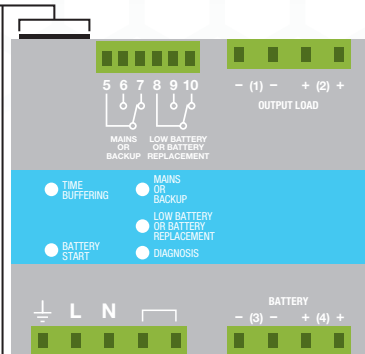 5 6 7 8 9 10
− (1) − + (2) +
OUTPUT LOAD
MAINS
OR
BACKUP
LOW BATTERY
OR BATTERY
REPLACEMENT
TIME
BUFFERING
MAINS
OR
BACKUP
LOW BATTERY
OR BATTERY
REPLACEMENT
BATTERY
START
DIAGNOSIS
L N
BATTERY
− (3) − + (4) +